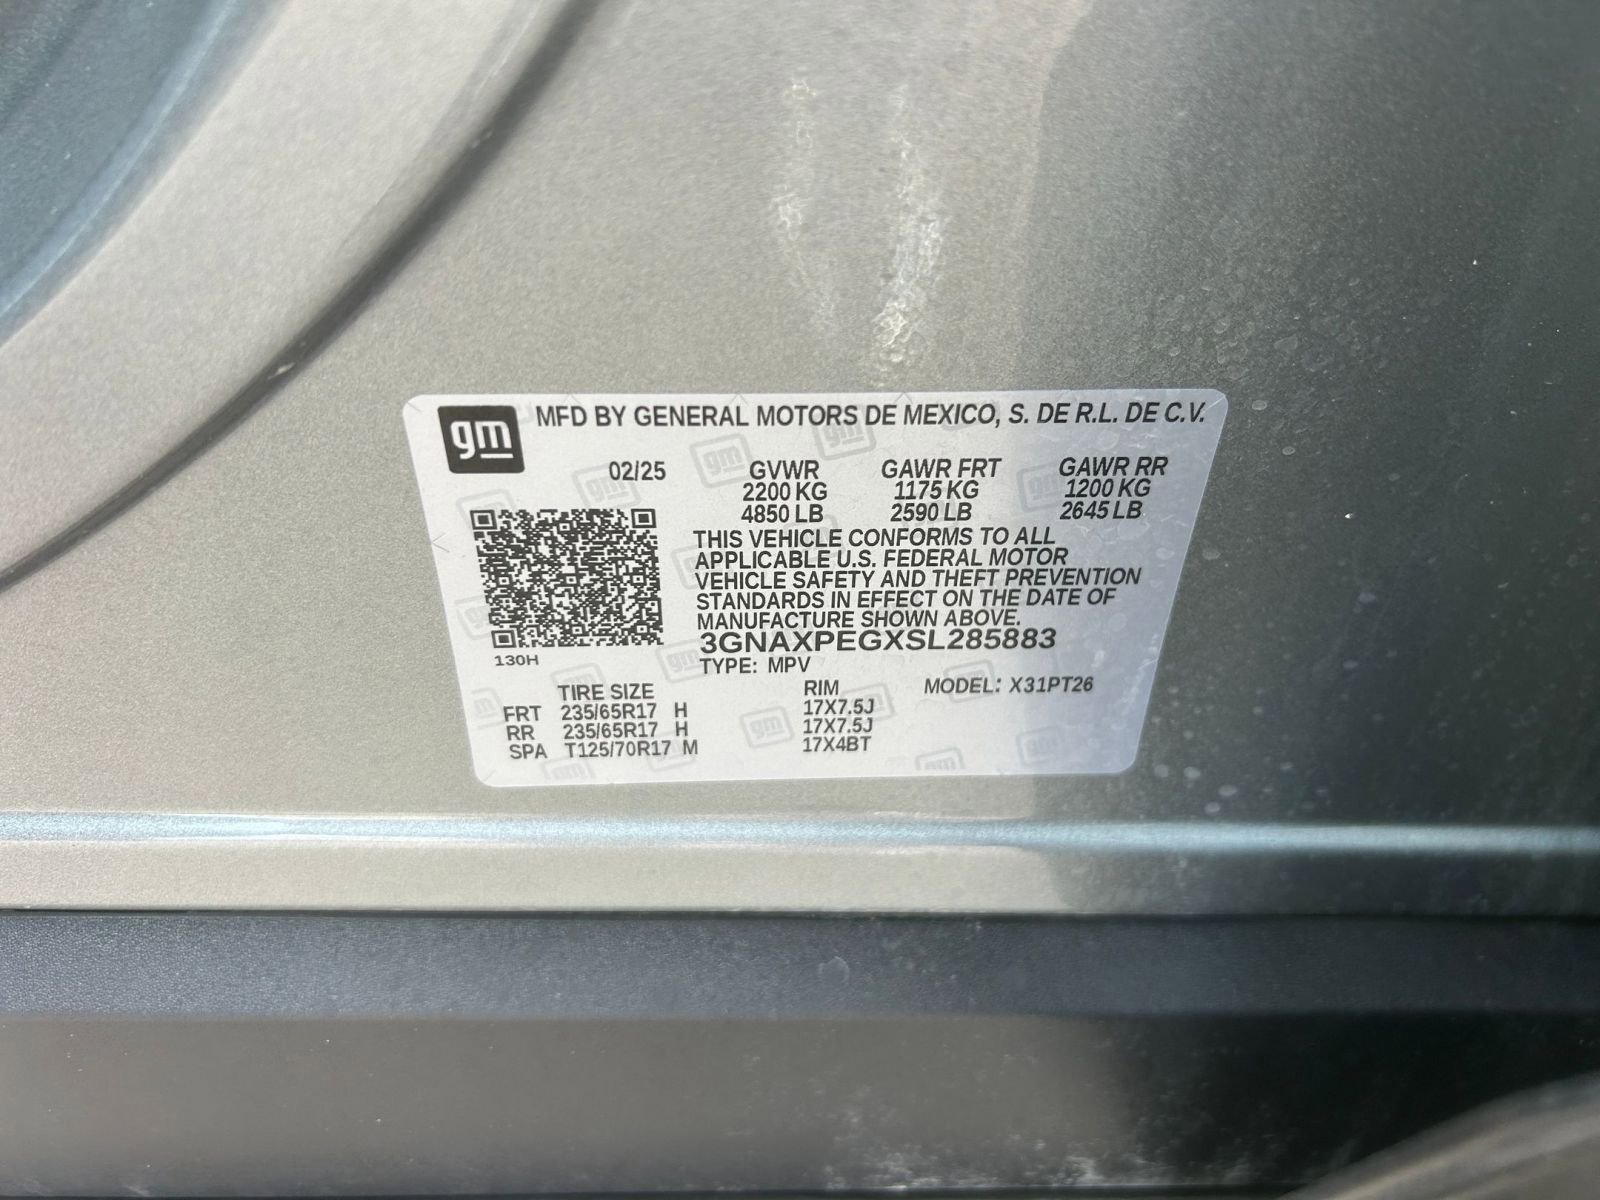 gm MFD BY GENERAL MOTORS DE MEXICO, S. DE R.L. DE C.V.
02/25 GVWR GAWR FRT GAWR RR
2200 KG 1175 KG 1200 KG
4850 LB 2590 LB 2645 LB
THIS VEHICLE CONFORMS TO ALL
APPLICABLE U.S. FEDERAL MOTOR
VEHICLE SAFETY AND THEFT PREVENTION
STANDARDS IN EFFECT ON THE DATE OF
MANUFACTURE SHOWN ABOVE.
3GNAXPEGXSL285883
130H TYPE: MPV
TIRE SIZE RIM MODEL: X31PT26
FRT 235/65R17 H 17X7.5J
RR 235/65R17 H 17X7.5J
SPA T125/70R17 M 17X4BT